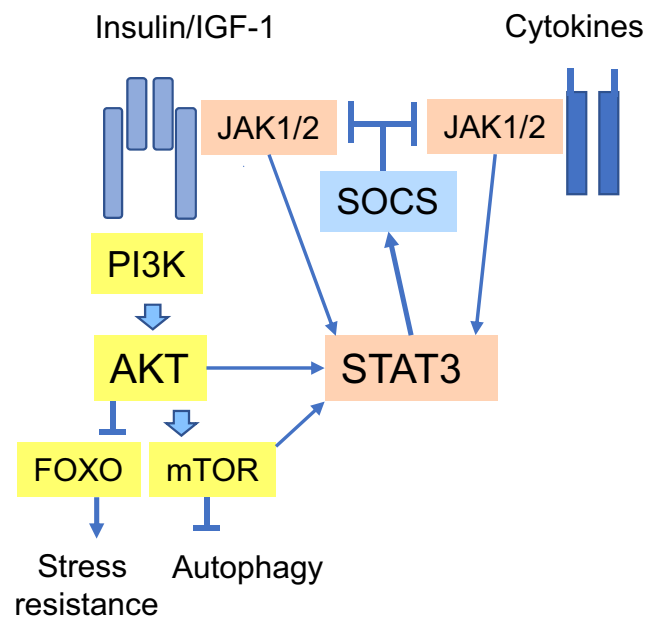 Insulin/IGF-1
Cytokines
JAK1/2
JAK1/2
SOCS
PI3K
AKT
STAT3
FOXO
mTOR
Stress
resistance
Autophagy